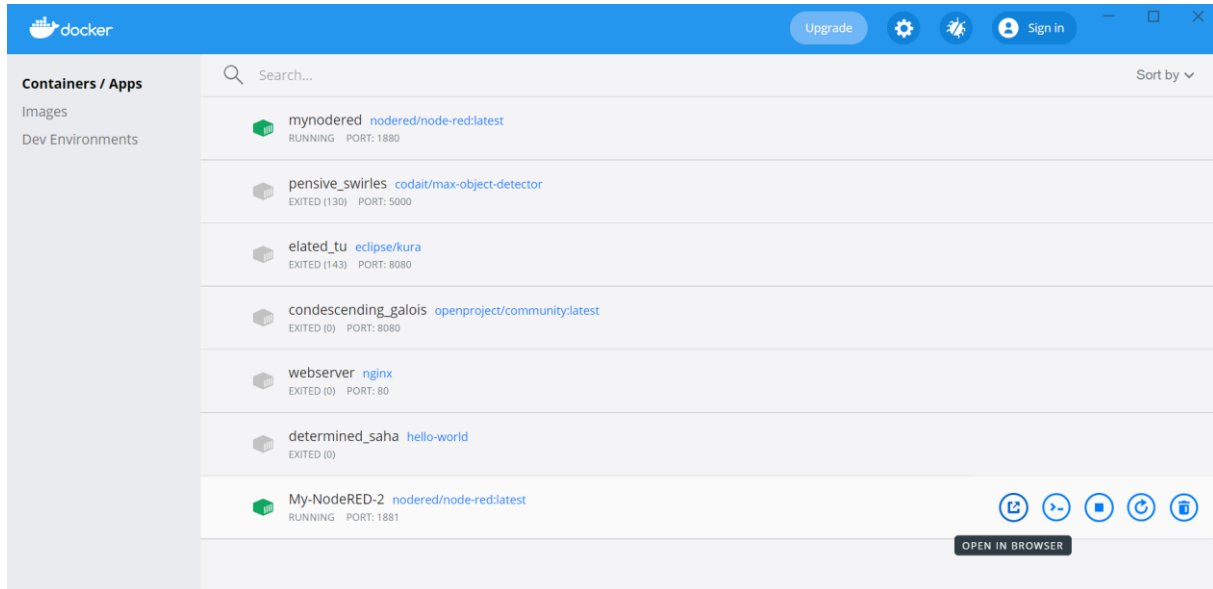 docker
Upgrade
Sign in
Containers / Apps
Images
Dev Environments
Search...
Sort by
mynodered nodered/node-red:latest
RUNNING PORT: 1880
pensive_swirles codait/max-object-detector
EXITED (130) PORT: 5000
elated_tu eclipse/kura
EXITED (143) PORT: 8080
condescending_galois openproject/community:latest
EXITED (0) PORT: 8080
webserver nginx
EXITED (0) PORT: 80
determined_saha hello-world
EXITED (0)
My-NodeRED-2 nodered/node-red:latest
RUNNING PORT: 1881
OPEN IN BROWSER